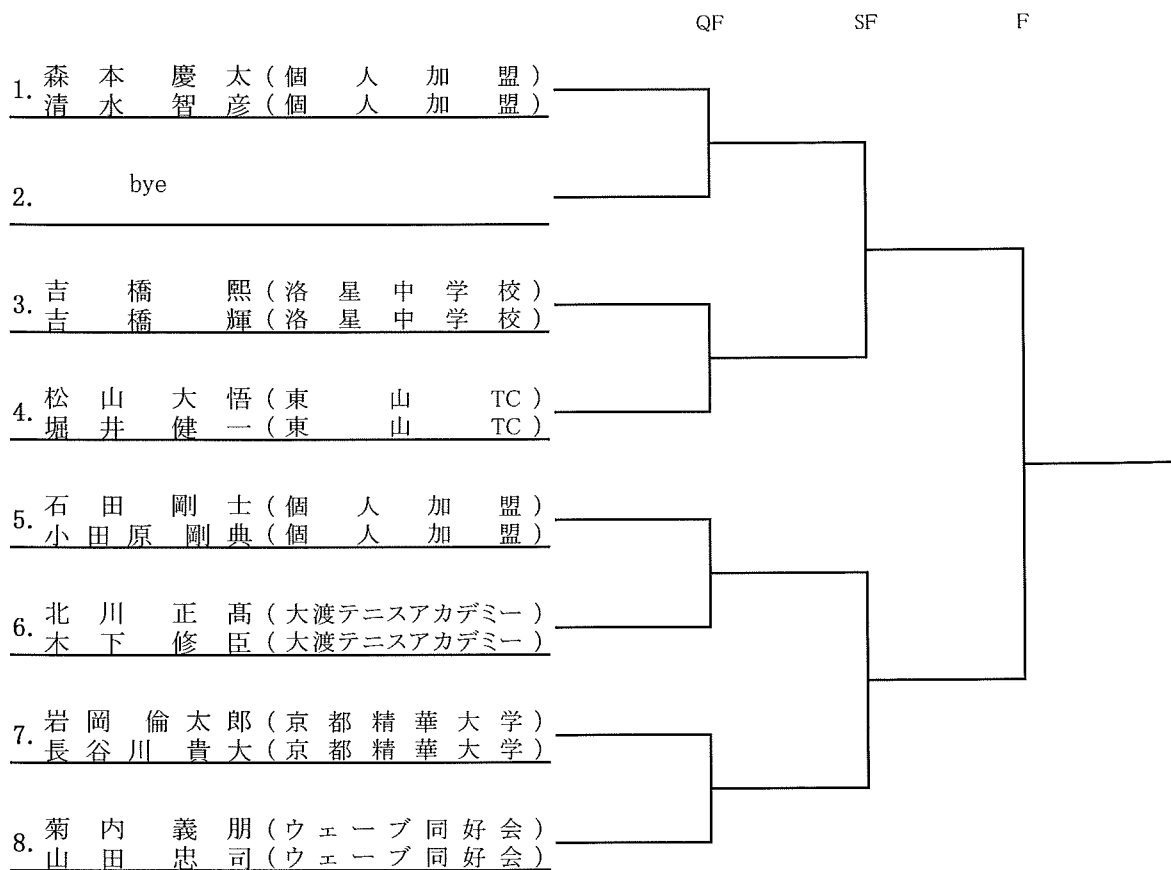 QF SF F
1. 森本 慶太 (個人加盟)
清水 智彦 (個人加盟)
2. bye
3. 吉橋 熙 (洛星中学校)
吉橋 輝 (洛星中学校)
4. 松山 大悟 (東山TC)
堀井 健一 (東山TC)
5. 石田 剛士 (個人加盟)
小田原 剛典 (個人加盟)
6. 北川 正髙 (大渡テニスアカデミー)
木下 修臣 (大渡テニスアカデミー)
7. 岩岡 倫太郎 (京都精華大学)
長谷川 貴大 (京都精華大学)
8. 菊内 義朋 (ウェーブ同好会)
山田 忠司 (ウェーブ同好会)